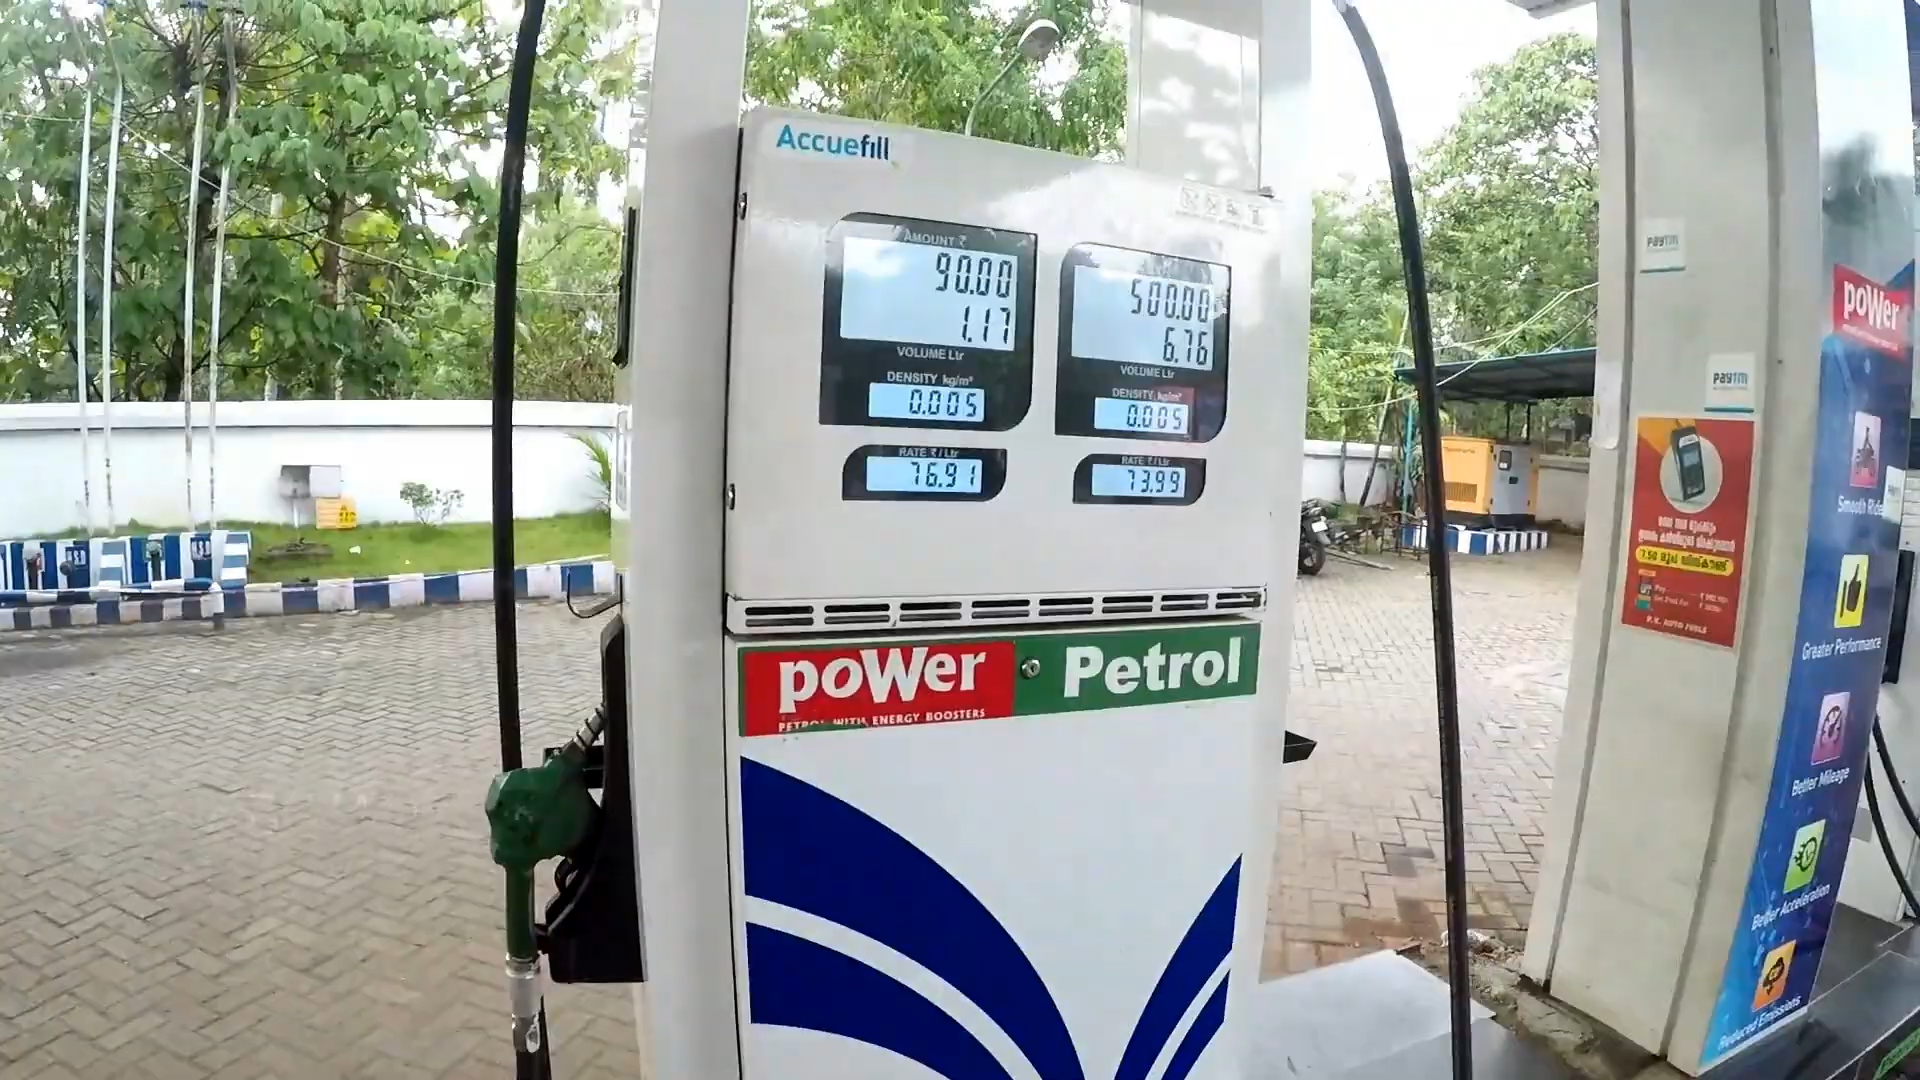 Accuefill
AMOUNT ₹
90.00
1.17
VOLUME Ltr
DENSITY kg/m³
0.005
RATE ₹/Ltr
76.91
500.00
6.76
VOLUME Ltr
DENSITY kg/m³
0.005
RATE ₹/Ltr
73.99
poWer
PETROL WITH ENERGY BOOSTERS
Petrol
Paytm
Paytm
P.K. AUTO FUELS
poWer
Smooth Ride
Greater Performance
Better Mileage
Better Acceleration
Reduced Emissions
H.S.D